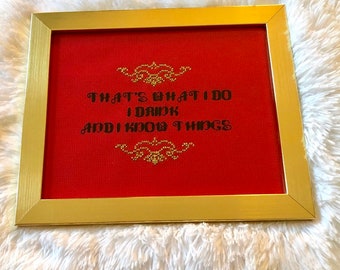 THAT'S WHAT I DO
I DRINK
AND I KNOW THINGS